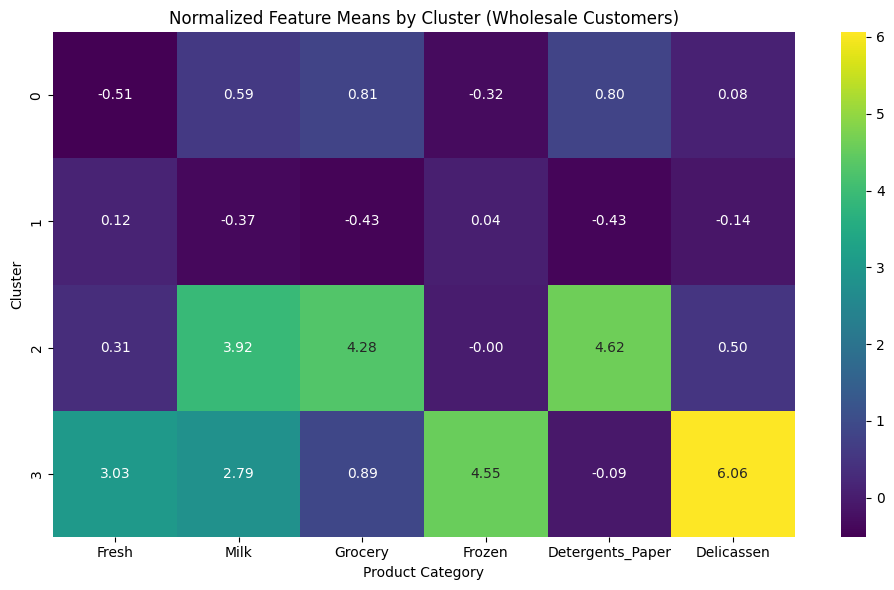 Normalized Feature Means by Cluster (Wholesale Customers)
0 -0.51 0.59 0.81 -0.32 0.80 0.08
1 0.12 -0.37 -0.43 0.04 -0.43 -0.14
2 0.31 3.92 4.28 -0.00 4.62 0.50
3 3.03 2.79 0.89 4.55 -0.09 6.06
Cluster
Fresh Milk Grocery Frozen Detergents_Paper Delicassen
Product Category
6
5
4
3
2
1
0